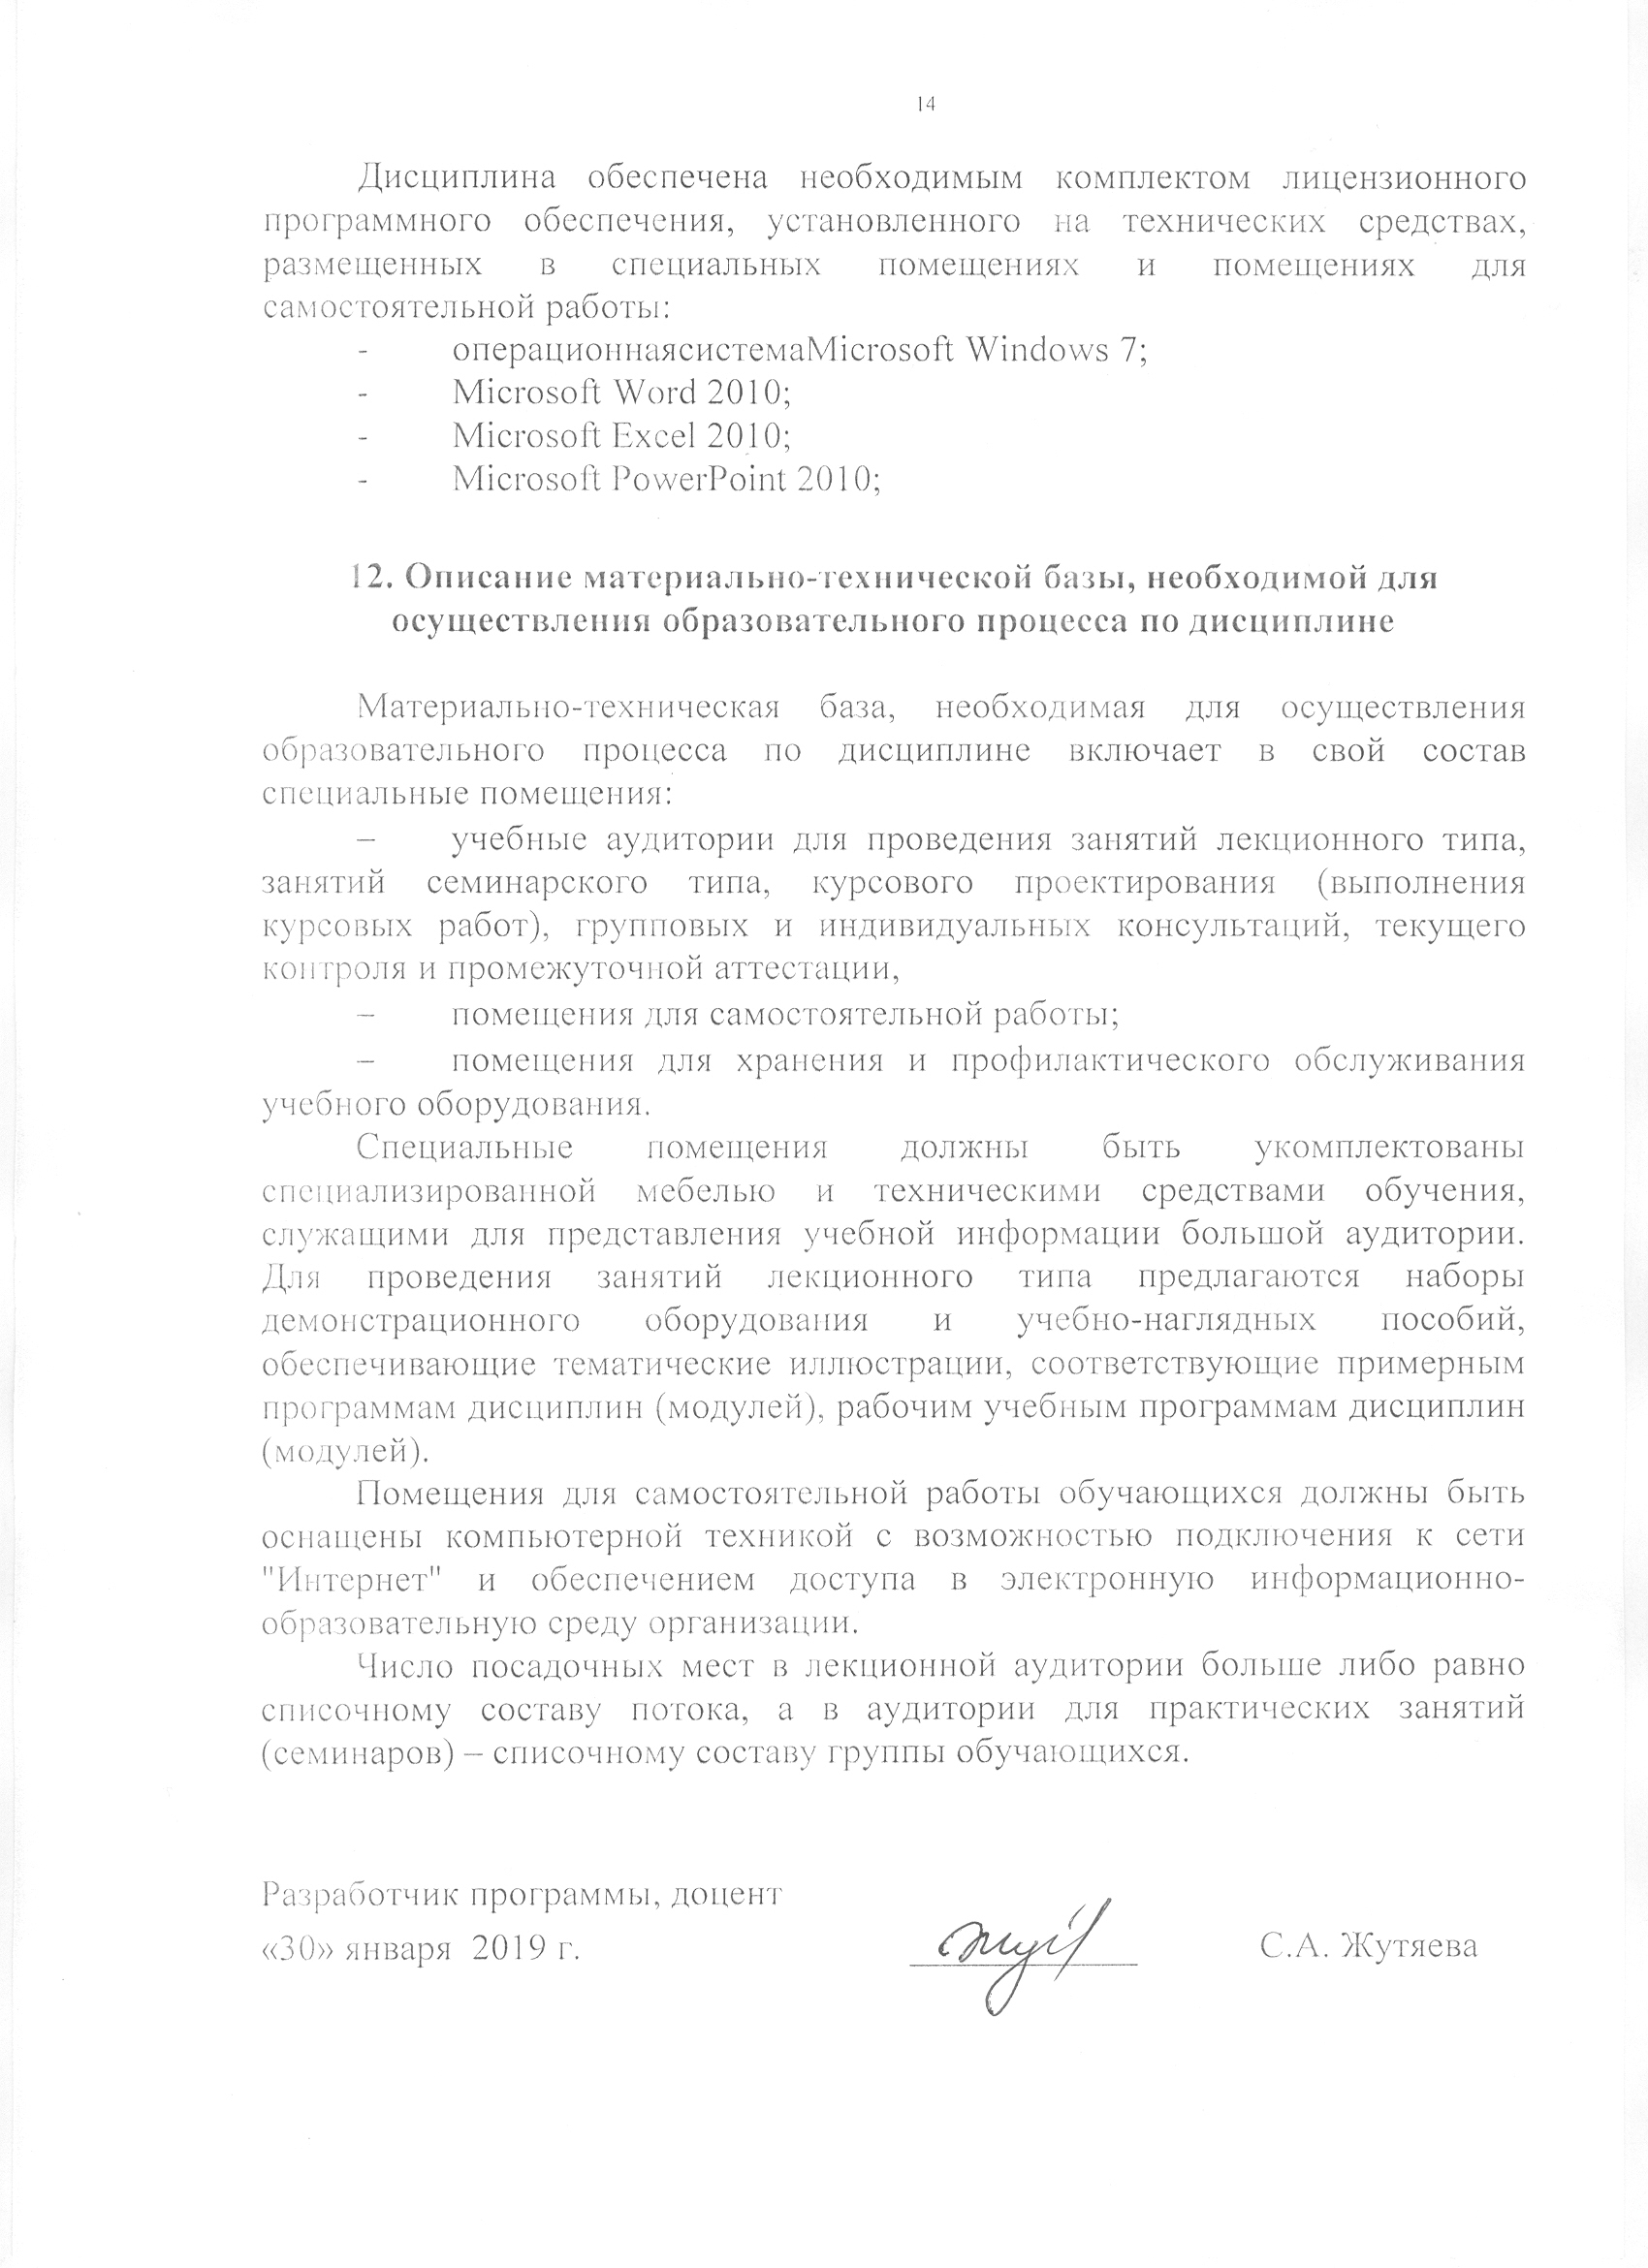 14
Дисциплина обеспечена необходимым комплектом лицензионного
программного обеспечения, установленного на технических средствах,
размещенных в специальных помещениях и помещениях для
самостоятельной работы:
- операционнаясистемаMicrosoft Windows 7;
- Microsoft Word 2010;
- Microsoft Excel 2010;
- Microsoft PowerPoint 2010;
12. Описание материально-технической базы, необходимой для
осуществления образовательного процесса по дисциплине
Материально-техническая база, необходимая для осуществления
образовательного процесса по дисциплине включает в свой состав
специальные помещения:
– учебные аудитории для проведения занятий лекционного типа,
занятий семинарского типа, курсового проектирования (выполнения
курсовых работ), групповых и индивидуальных консультаций, текущего
контроля и промежуточной аттестации,
– помещения для самостоятельной работы;
– помещения для хранения и профилактического обслуживания
учебного оборудования.
Специальные помещения должны быть укомплектованы
специализированной мебелью и техническими средствами обучения,
служащими для представления учебной информации большой аудитории.
Для проведения занятий лекционного типа предлагаются наборы
демонстрационного оборудования и учебно-наглядных пособий,
обеспечивающие тематические иллюстрации, соответствующие примерным
программам дисциплин (модулей), рабочим учебным программам дисциплин
(модулей).
Помещения для самостоятельной работы обучающихся должны быть
оснащены компьютерной техникой с возможностью подключения к сети
"Интернет" и обеспечением доступа в электронную информационно-
образовательную среду организации.
Число посадочных мест в лекционной аудитории больше либо равно
списочному составу потока, а в аудитории для практических занятий
(семинаров) – списочному составу группы обучающихся.
Разработчик программы, доцент
«30» января 2019 г. С.А. Жутяева